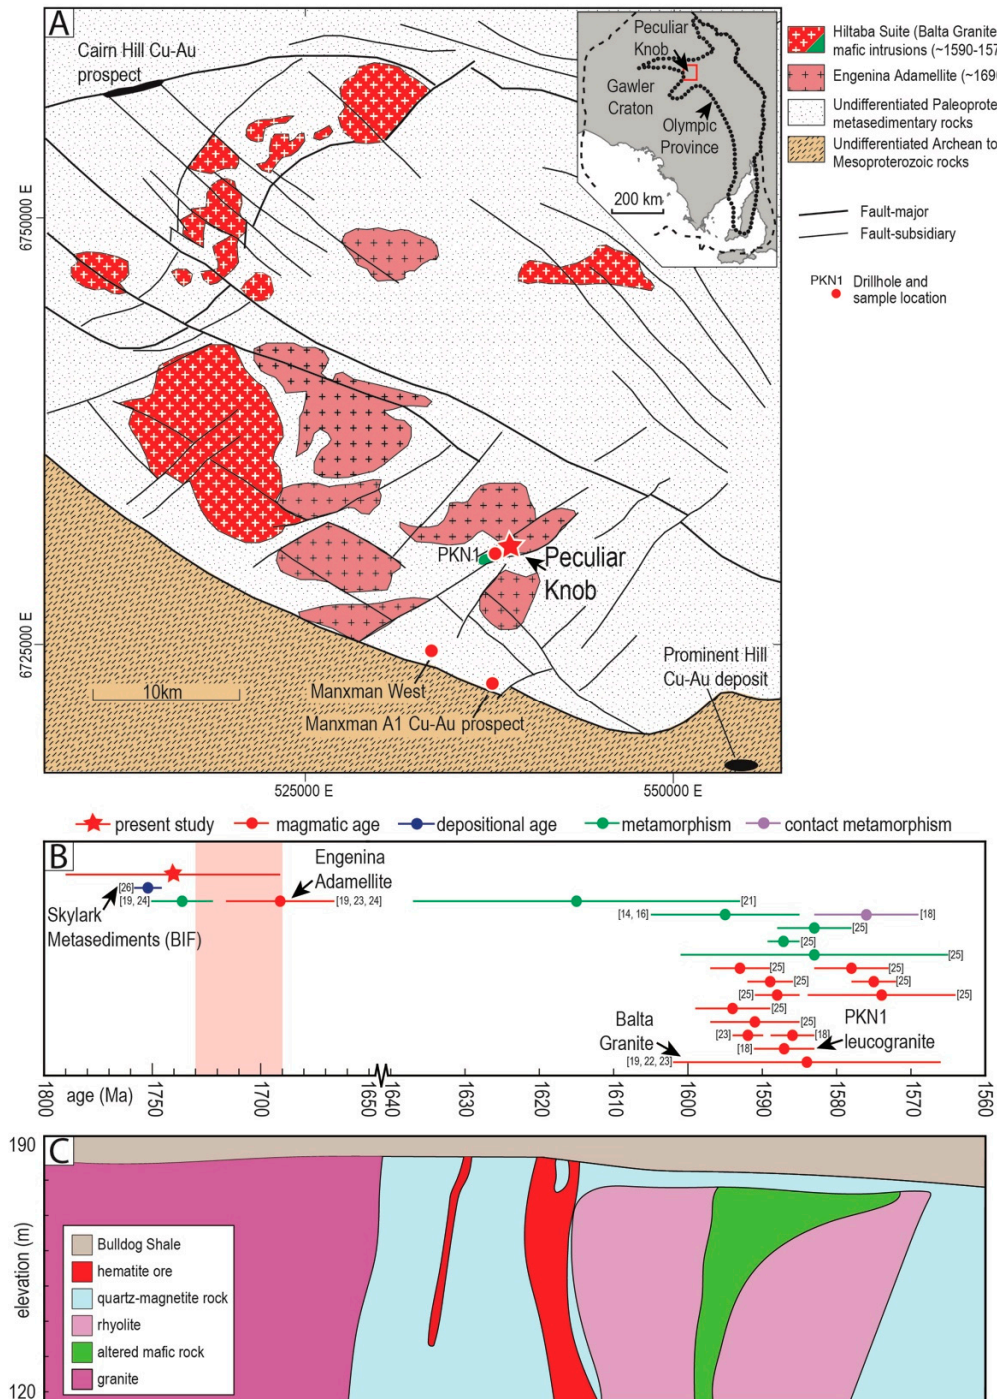 A
Cairn Hill Cu-Au
prospect
Peculiar
Knob
Gawler
Craton
Olympic
Province
200 km
Hiltaba Suite (Balta Granite
mafic intrusions (~1590-157
Engenina Adamellite (~169
Undifferentiated Paleoprote
metasedimentary rocks
Undifferentiated Archean to
Mesoproterozoic rocks
Fault-major
Fault-subsidiary
PKN1
Drillhole and
sample location
6750000 E
6725000 E
PKN1
Peculiar
Knob
Manxman West
Manxman A1 Cu-Au prospect
Prominent Hill
Cu-Au deposit
10km
525000 E
550000 E
present study
magmatic age
depositional age
metamorphism
contact metamorphism
B
Engenina
Adamellite
[26]
[19, 24]
[19, 23, 24]
Skylark
Metasediments (BIF)
[21]
[14, 16]
[18]
[25]
[25]
[25]
[25]
[25]
[25]
[25]
[25]
[25]
[25]
[25]
[23]
[18]
[18]
[19, 22, 23]
Balta
Granite
PKN1
leucogranite
age (Ma)
1800
1750
1700
1650
1640
1630
1620
1610
1600
1590
1580
1570
1560
C
190
elevation (m)
120
Bulldog Shale
hematite ore
quartz-magnetite rock
rhyolite
altered mafic rock
granite